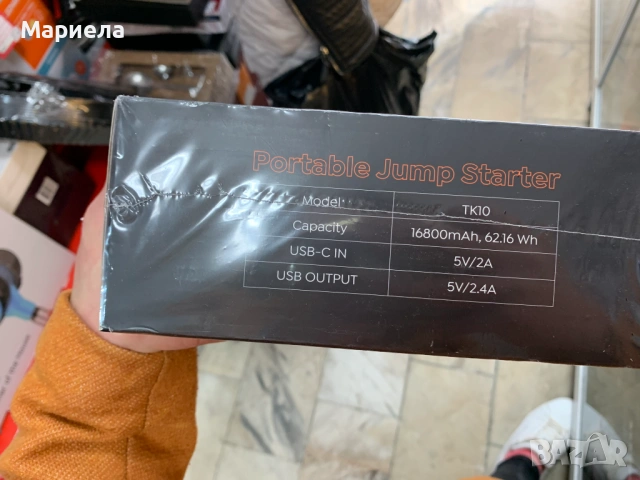 Мариела
Portable Jump Starter
Model: TK10
Capacity 16800mAh, 62.16 Wh
USB-C IN 5V/2A
USB OUTPUT 5V/2.4A
BAZAR